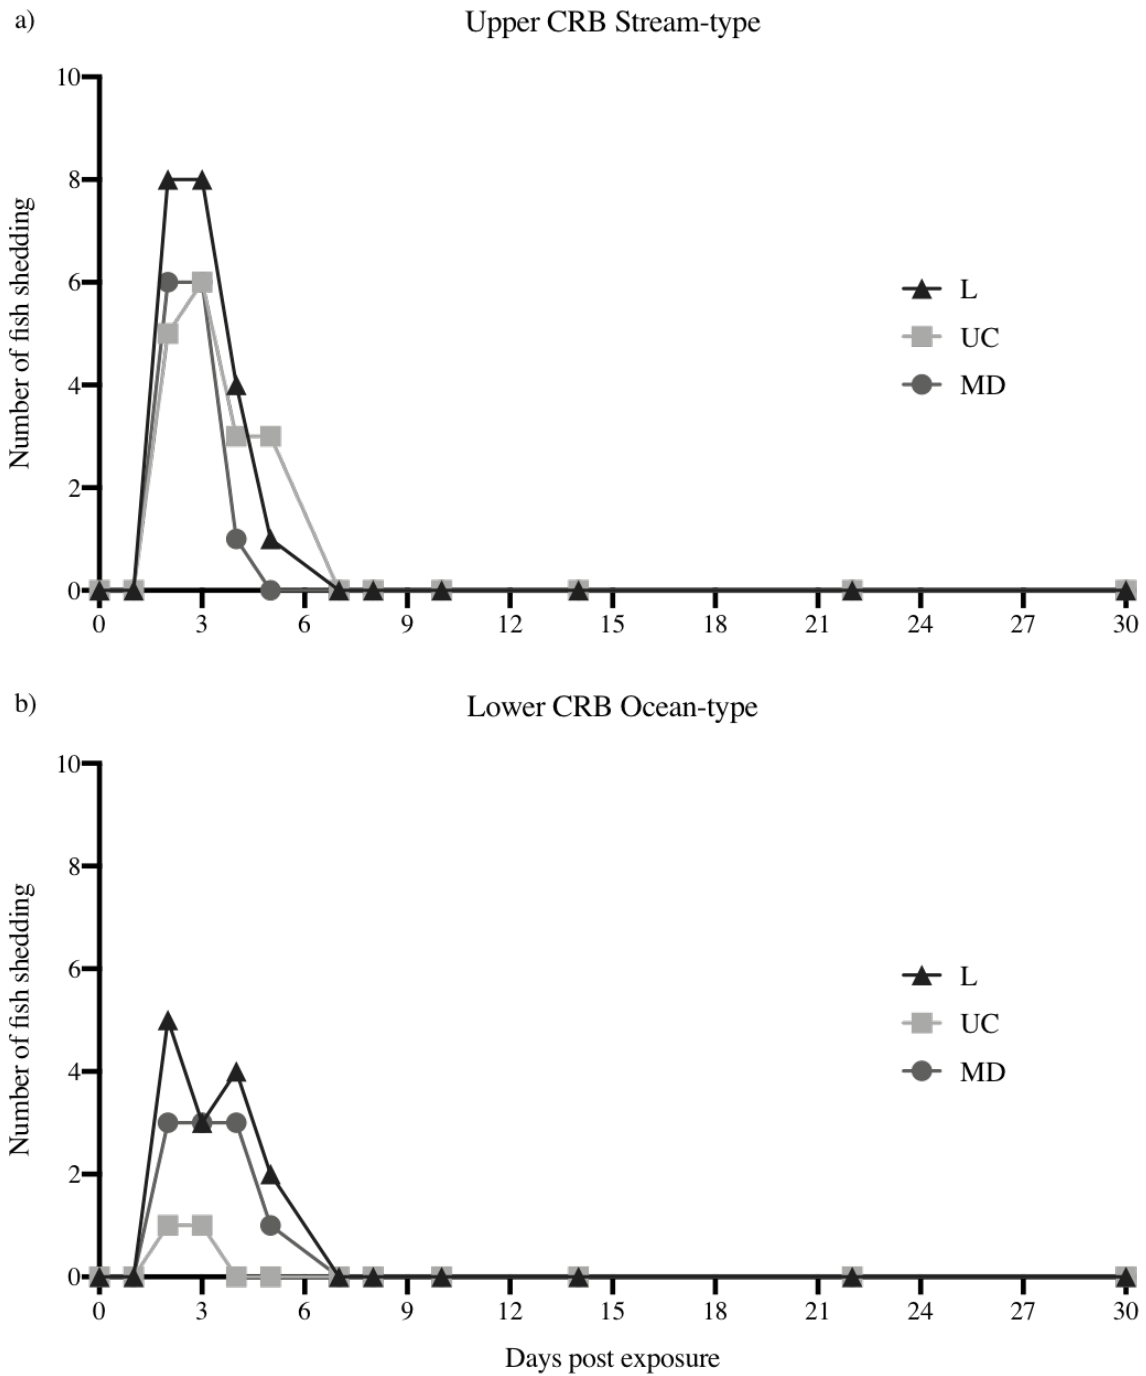 a)
Upper CRB Stream-type
Number of fish shedding
10
8
6
4
2
0
0 3 6 9 12 15 18 21 24 27 30
L
UC
MD
b)
Lower CRB Ocean-type
Number of fish shedding
10
8
6
4
2
0
0 3 6 9 12 15 18 21 24 27 30
L
UC
MD
Days post exposure